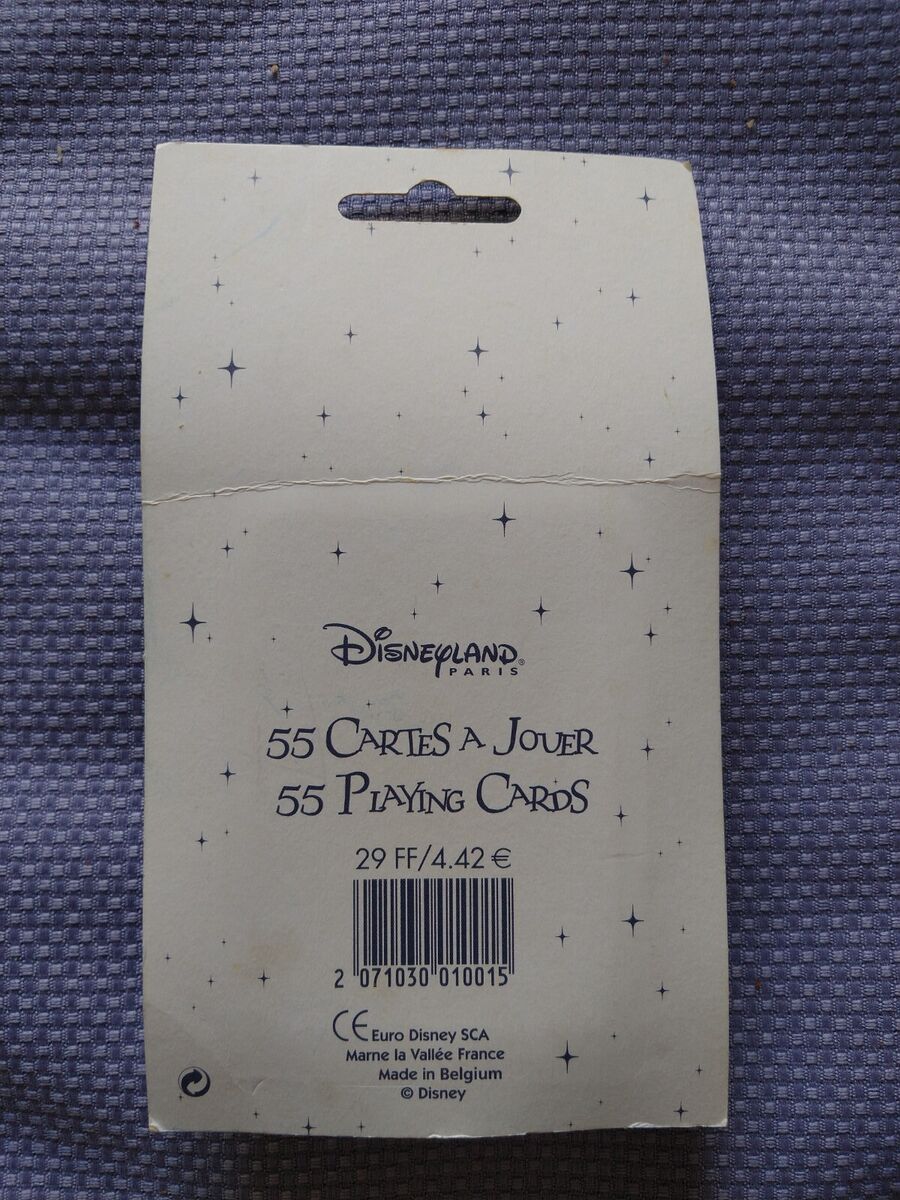 DISNEYLAND®
PARIS
55 CARTES A JOUER
55 PLAYING CARDS
29 FF/4.42 €
2 071030 010015
CE Euro Disney SCA
Marne la Vallée France
Made in Belgium
© Disney